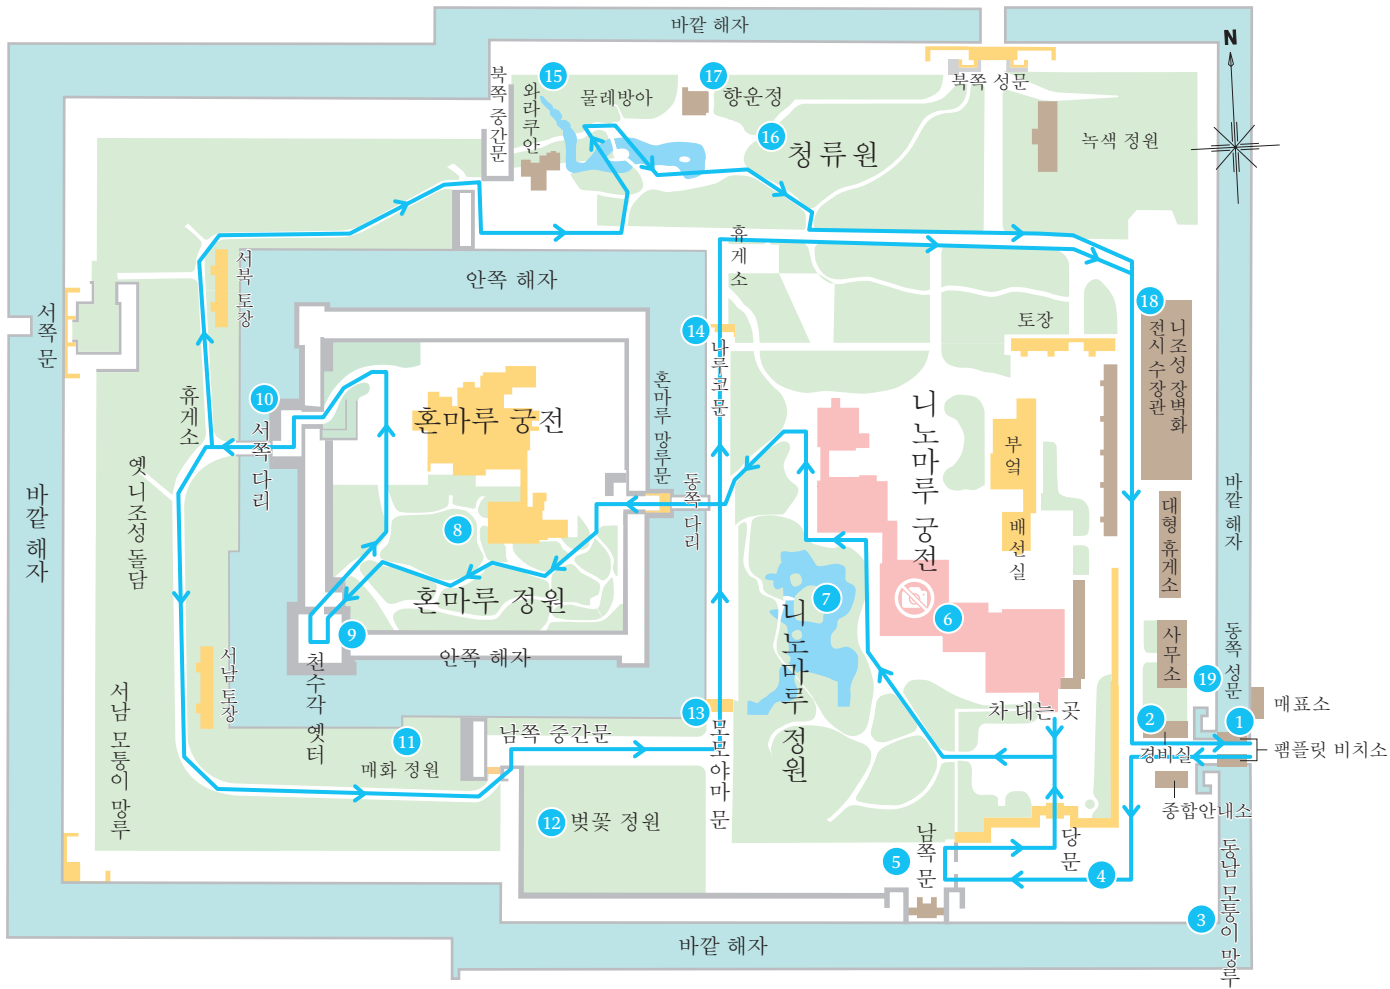 바깥 해자
N
북쪽 중간문
와라쿠안
15
물레방아
17
향운정
16
청류원
북쪽 성문
녹색 정원
휴게소
서북 토장
안쪽 해자
서쪽 문
18
니조성 장벽화
전시 수장관
토장
14
나루코문
혼마루 망루문
휴게소
10
서쪽 다리
혼마루 궁전
니노마루 궁전
부엌
배선실
옛 니조성 돌담
바깥 해자
동쪽 다리
대형 휴게소
바깥 해자
8
혼마루 정원
7
니노마루 정원
6
9
천수각 옛터
안쪽 해자
서남 토장
사무소
동쪽 성문
19
서남 모퉁이 망루
11
매화 정원
남쪽 중간문
13
모모야마 문
차 대는 곳
2
경비실
1
매표소
팸플릿 비치소
종합안내소
12
벚꽃 정원
5
남쪽 문
당문
4
3
동남 모퉁이 망루
바깥 해자